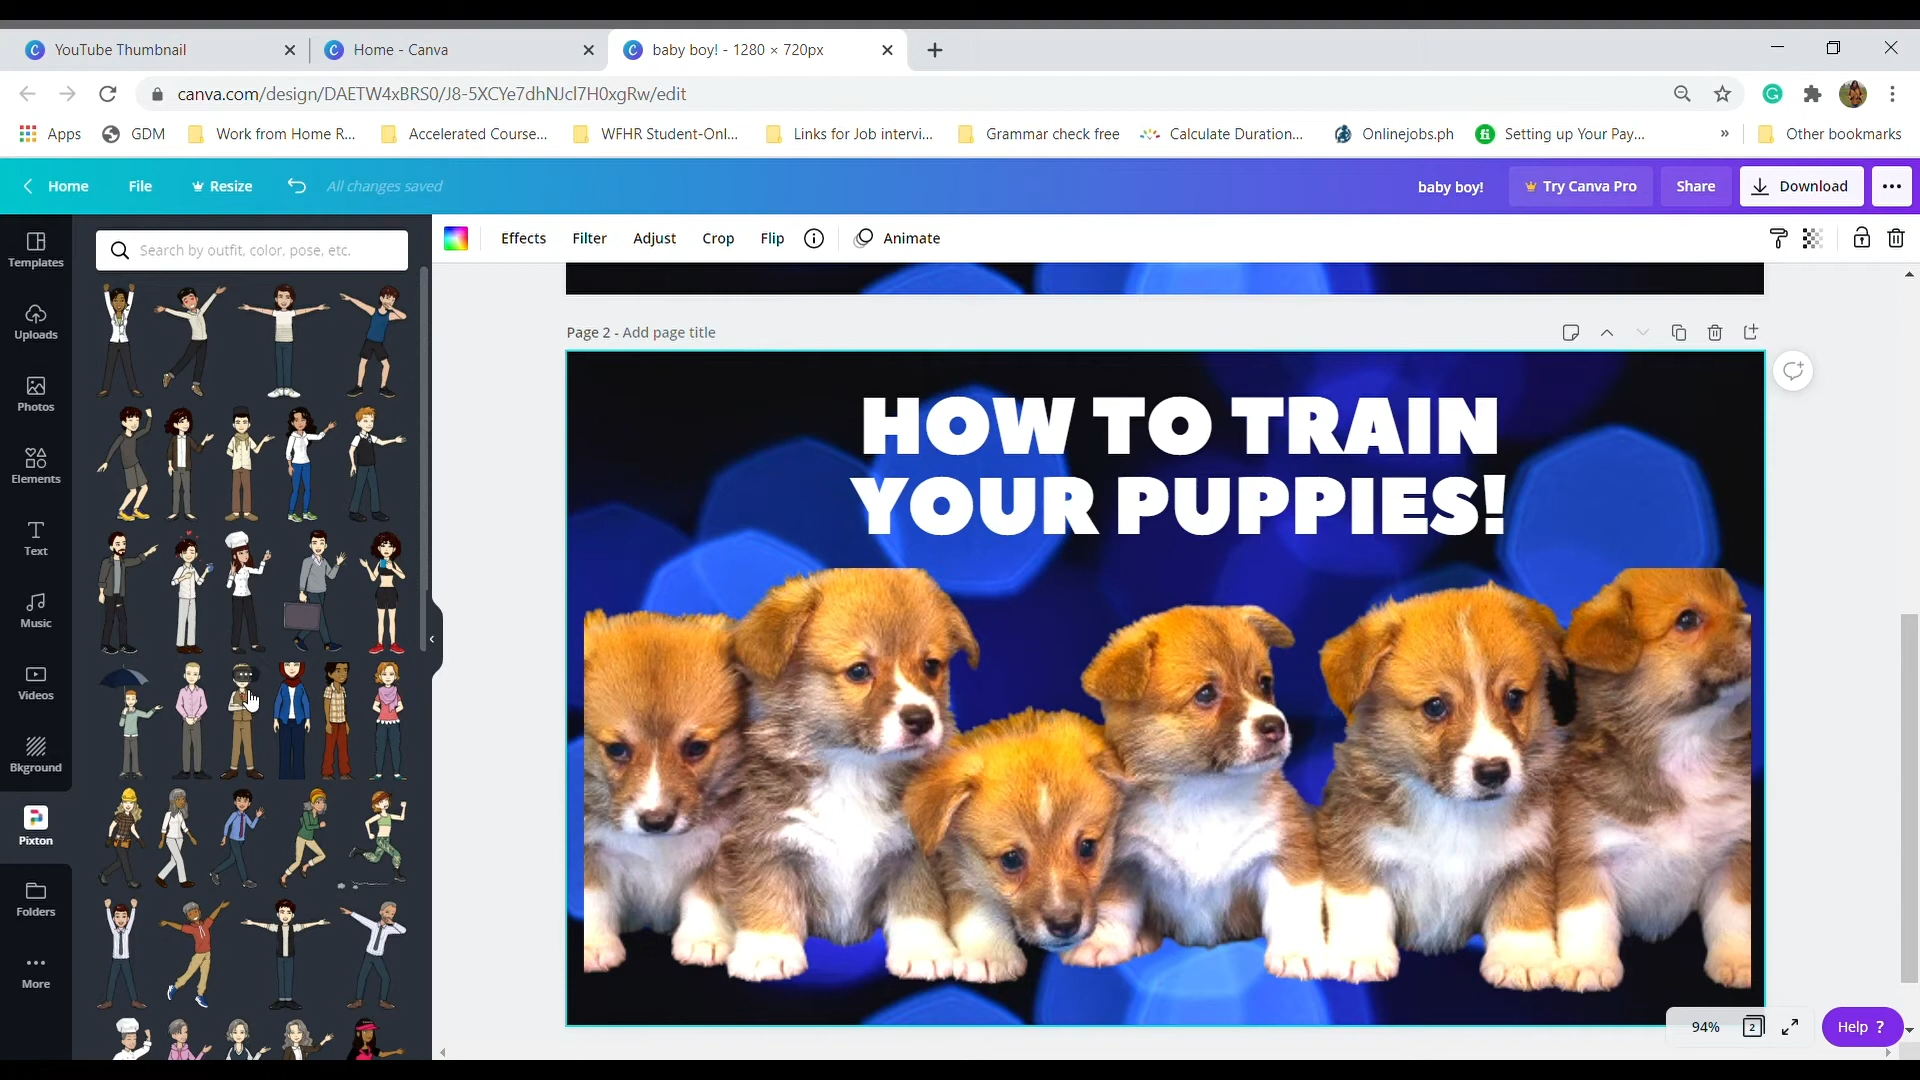 YouTube Thumbnail
Home - Canva
baby boy! - 1280 × 720px
canva.com/design/DAETW4xBRS0/J8-5XCYe7dhNJcl7H0xgRw/edit
Apps
GDM
Work from Home R...
Accelerated Course...
WFHR Student-Onl...
Links for Job intervi...
Grammar check free
Calculate Duration...
Onlinejobs.ph
Setting up Your Pay...
»
Other bookmarks
Home
File
Resize
All changes saved
baby boy!
Try Canva Pro
Share
Download
Templates
Uploads
Photos
Elements
Text
Music
Videos
Bkground
Pixton
Folders
More
Search by outfit, color, pose, etc.
Effects
Filter
Adjust
Crop
Flip
Animate
Page 2 - Add page title
HOW TO TRAIN
YOUR PUPPIES!
94%
2
Help ?